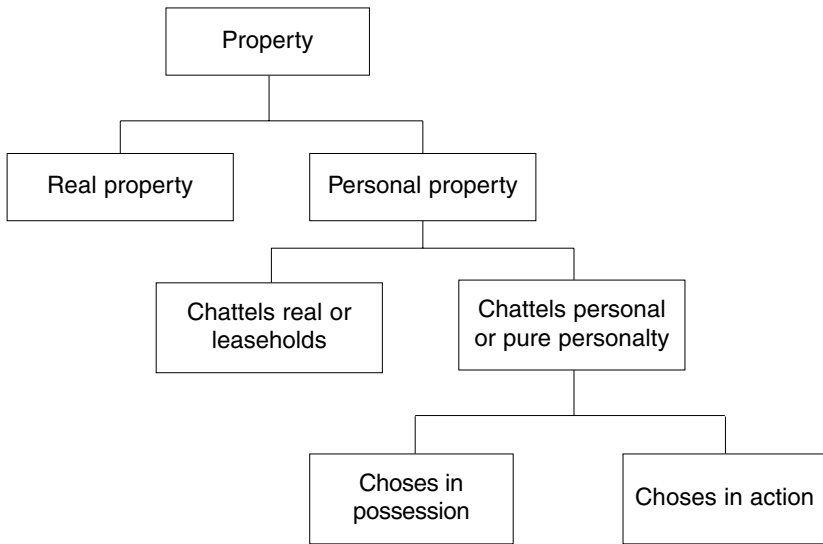 Property
Real property
Personal property
Chattels real or
leaseholds
Chattels personal
or pure personalty
Choses in
possession
Choses in action